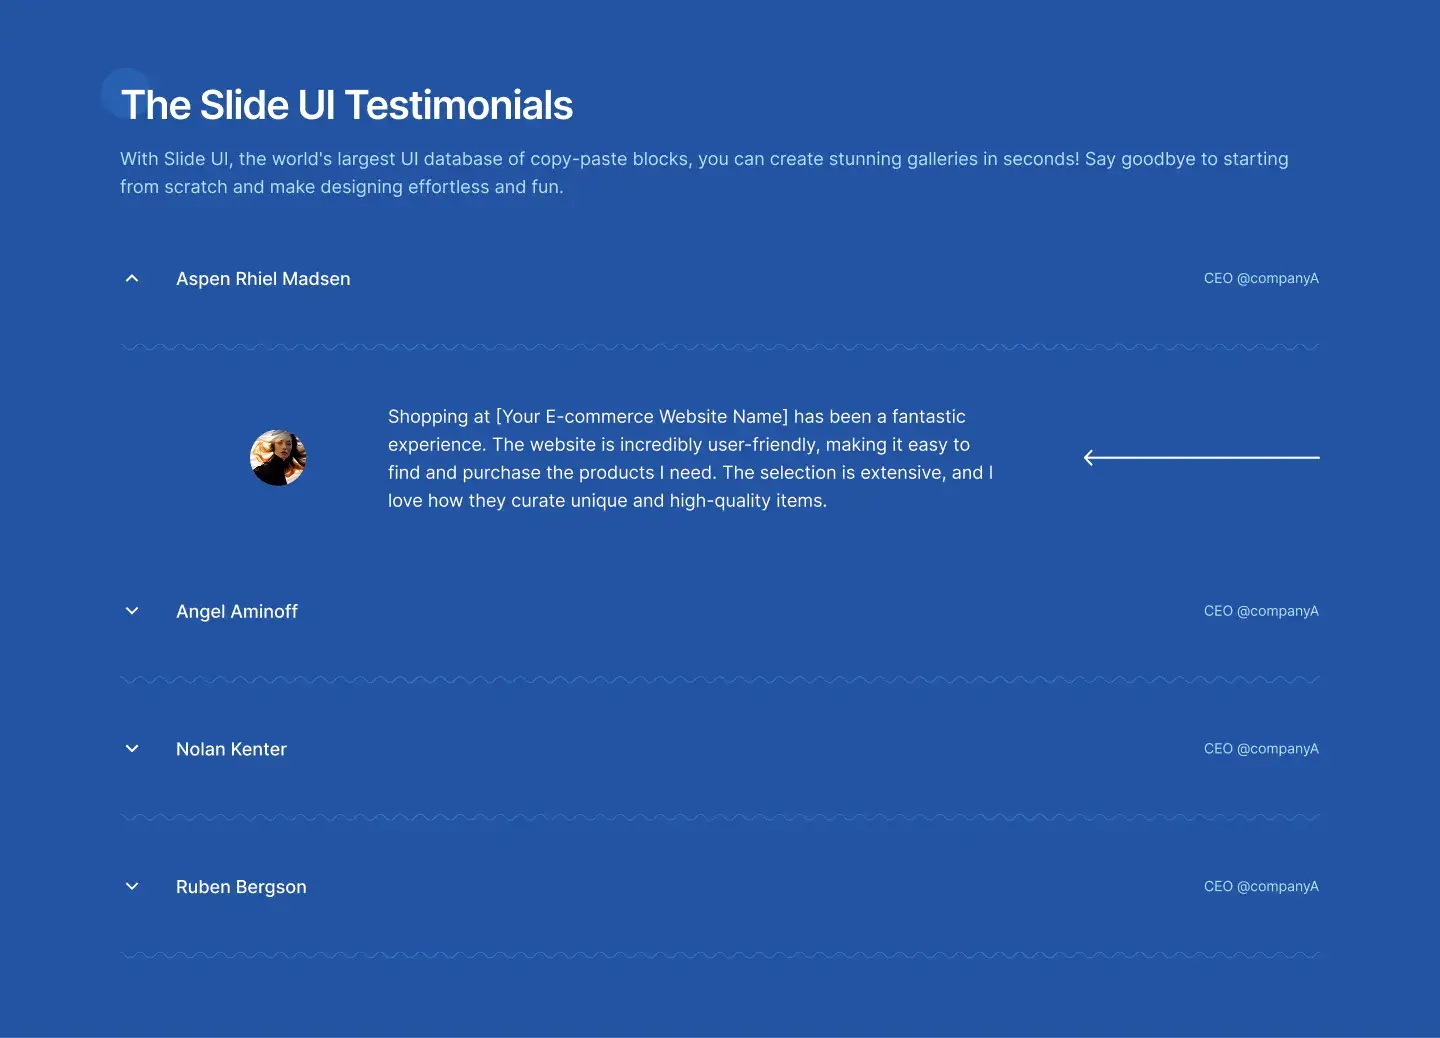 The Slide UI Testimonials
With Slide UI, the world's largest UI database of copy-paste blocks, you can create stunning galleries in seconds! Say goodbye to starting
from scratch and make designing effortless and fun.
Aspen Rhiel Madsen
CEO @companyA
Shopping at [Your E-commerce Website Name] has been a fantastic
experience. The website is incredibly user-friendly, making it easy to
find and purchase the products I need. The selection is extensive, and I
love how they curate unique and high-quality items.
Angel Aminoff
CEO @companyA
Nolan Kenter
CEO @companyA
Ruben Bergson
CEO @companyA